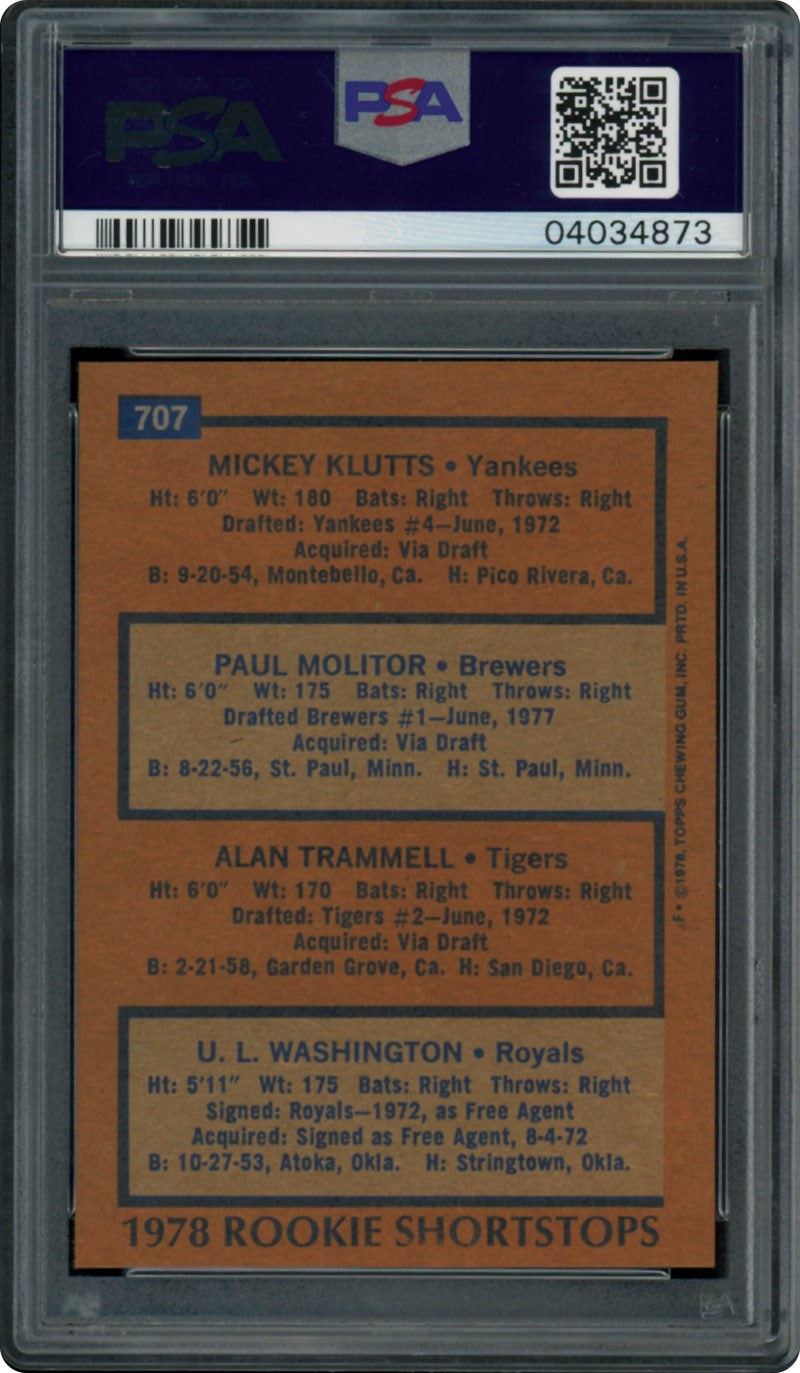 PSA
PSA
04034873
707
MICKEY KLUTTS • Yankees
Ht: 6'0" Wt: 180 Bats: Right Throws: Right
Drafted: Yankees #4—June, 1972
Acquired: Via Draft
B: 9-20-54, Montebello, Ca. H: Pico Rivera, Ca.
PAUL MOLITOR • Brewers
Ht: 6'0" Wt: 175 Bats: Right Throws: Right
Drafted Brewers #1—June, 1977
Acquired: Via Draft
B: 8-22-56, St. Paul, Minn. H: St. Paul, Minn.
ALAN TRAMMELL • Tigers
Ht: 6'0" Wt: 170 Bats: Right Throws: Right
Drafted: Tigers #2—June, 1972
Acquired: Via Draft
B: 2-21-58, Garden Grove, Ca. H: San Diego, Ca.
U. L. WASHINGTON • Royals
Ht: 5'11" Wt: 175 Bats: Right Throws: Right
Signed: Royals—1972, as Free Agent
Acquired: Signed as Free Agent, 8-4-72
B: 10-27-53, Atoka, Okla. H: Stringtown, Okla.
1978 ROOKIE SHORTSTOPS
F* ©1978, TOPPS CHEWING GUM, INC. PRTD. IN U.S.A.